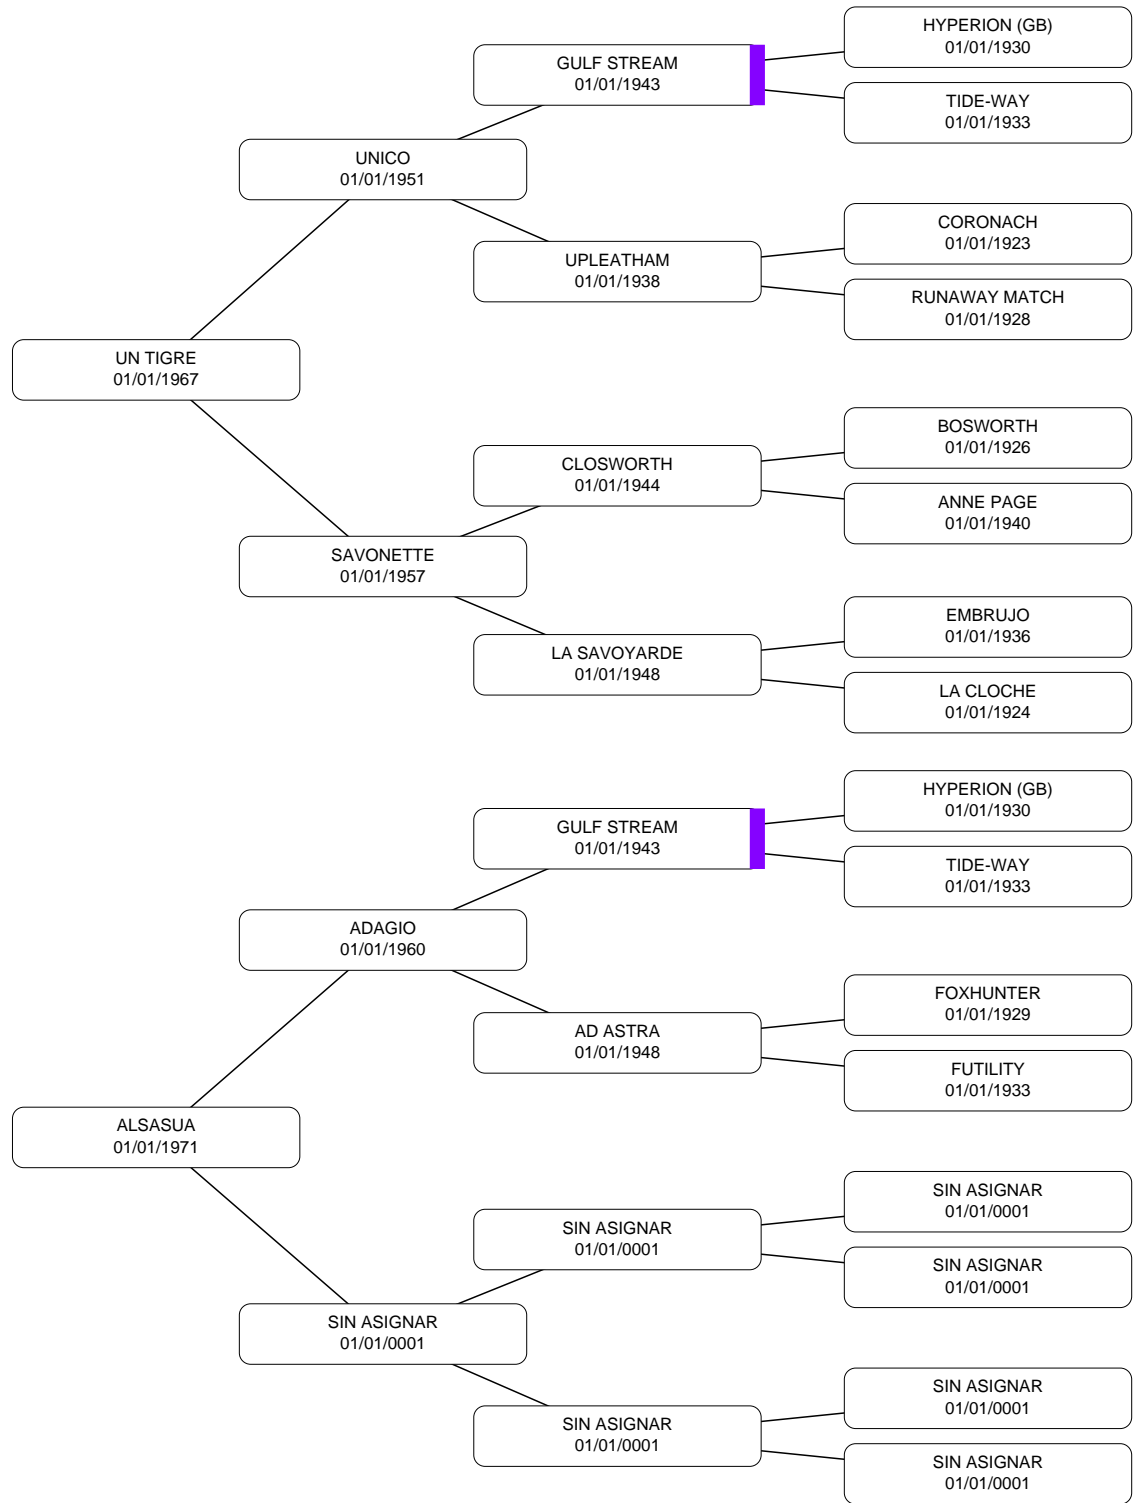 HYPERION (GB)
01/01/1930
GULF STREAM
01/01/1943
TIDE-WAY
01/01/1933
UNICO
01/01/1951
CORONACH
01/01/1923
UPLEATHAM
01/01/1938
RUNAWAY MATCH
01/01/1928
UN TIGRE
01/01/1967
BOSWORTH
01/01/1926
CLOSWORTH
01/01/1944
ANNE PAGE
01/01/1940
SAVONETTE
01/01/1957
EMBRUJO
01/01/1936
LA SAVOYARDE
01/01/1948
LA CLOCHE
01/01/1924
HYPERION (GB)
01/01/1930
GULF STREAM
01/01/1943
TIDE-WAY
01/01/1933
ADAGIO
01/01/1960
FOXHUNTER
01/01/1929
AD ASTRA
01/01/1948
FUTILITY
01/01/1933
ALSASUA
01/01/1971
SIN ASIGNAR
01/01/0001
SIN ASIGNAR
01/01/0001
SIN ASIGNAR
01/01/0001
SIN ASIGNAR
01/01/0001
SIN ASIGNAR
01/01/0001
SIN ASIGNAR
01/01/0001
SIN ASIGNAR
01/01/0001